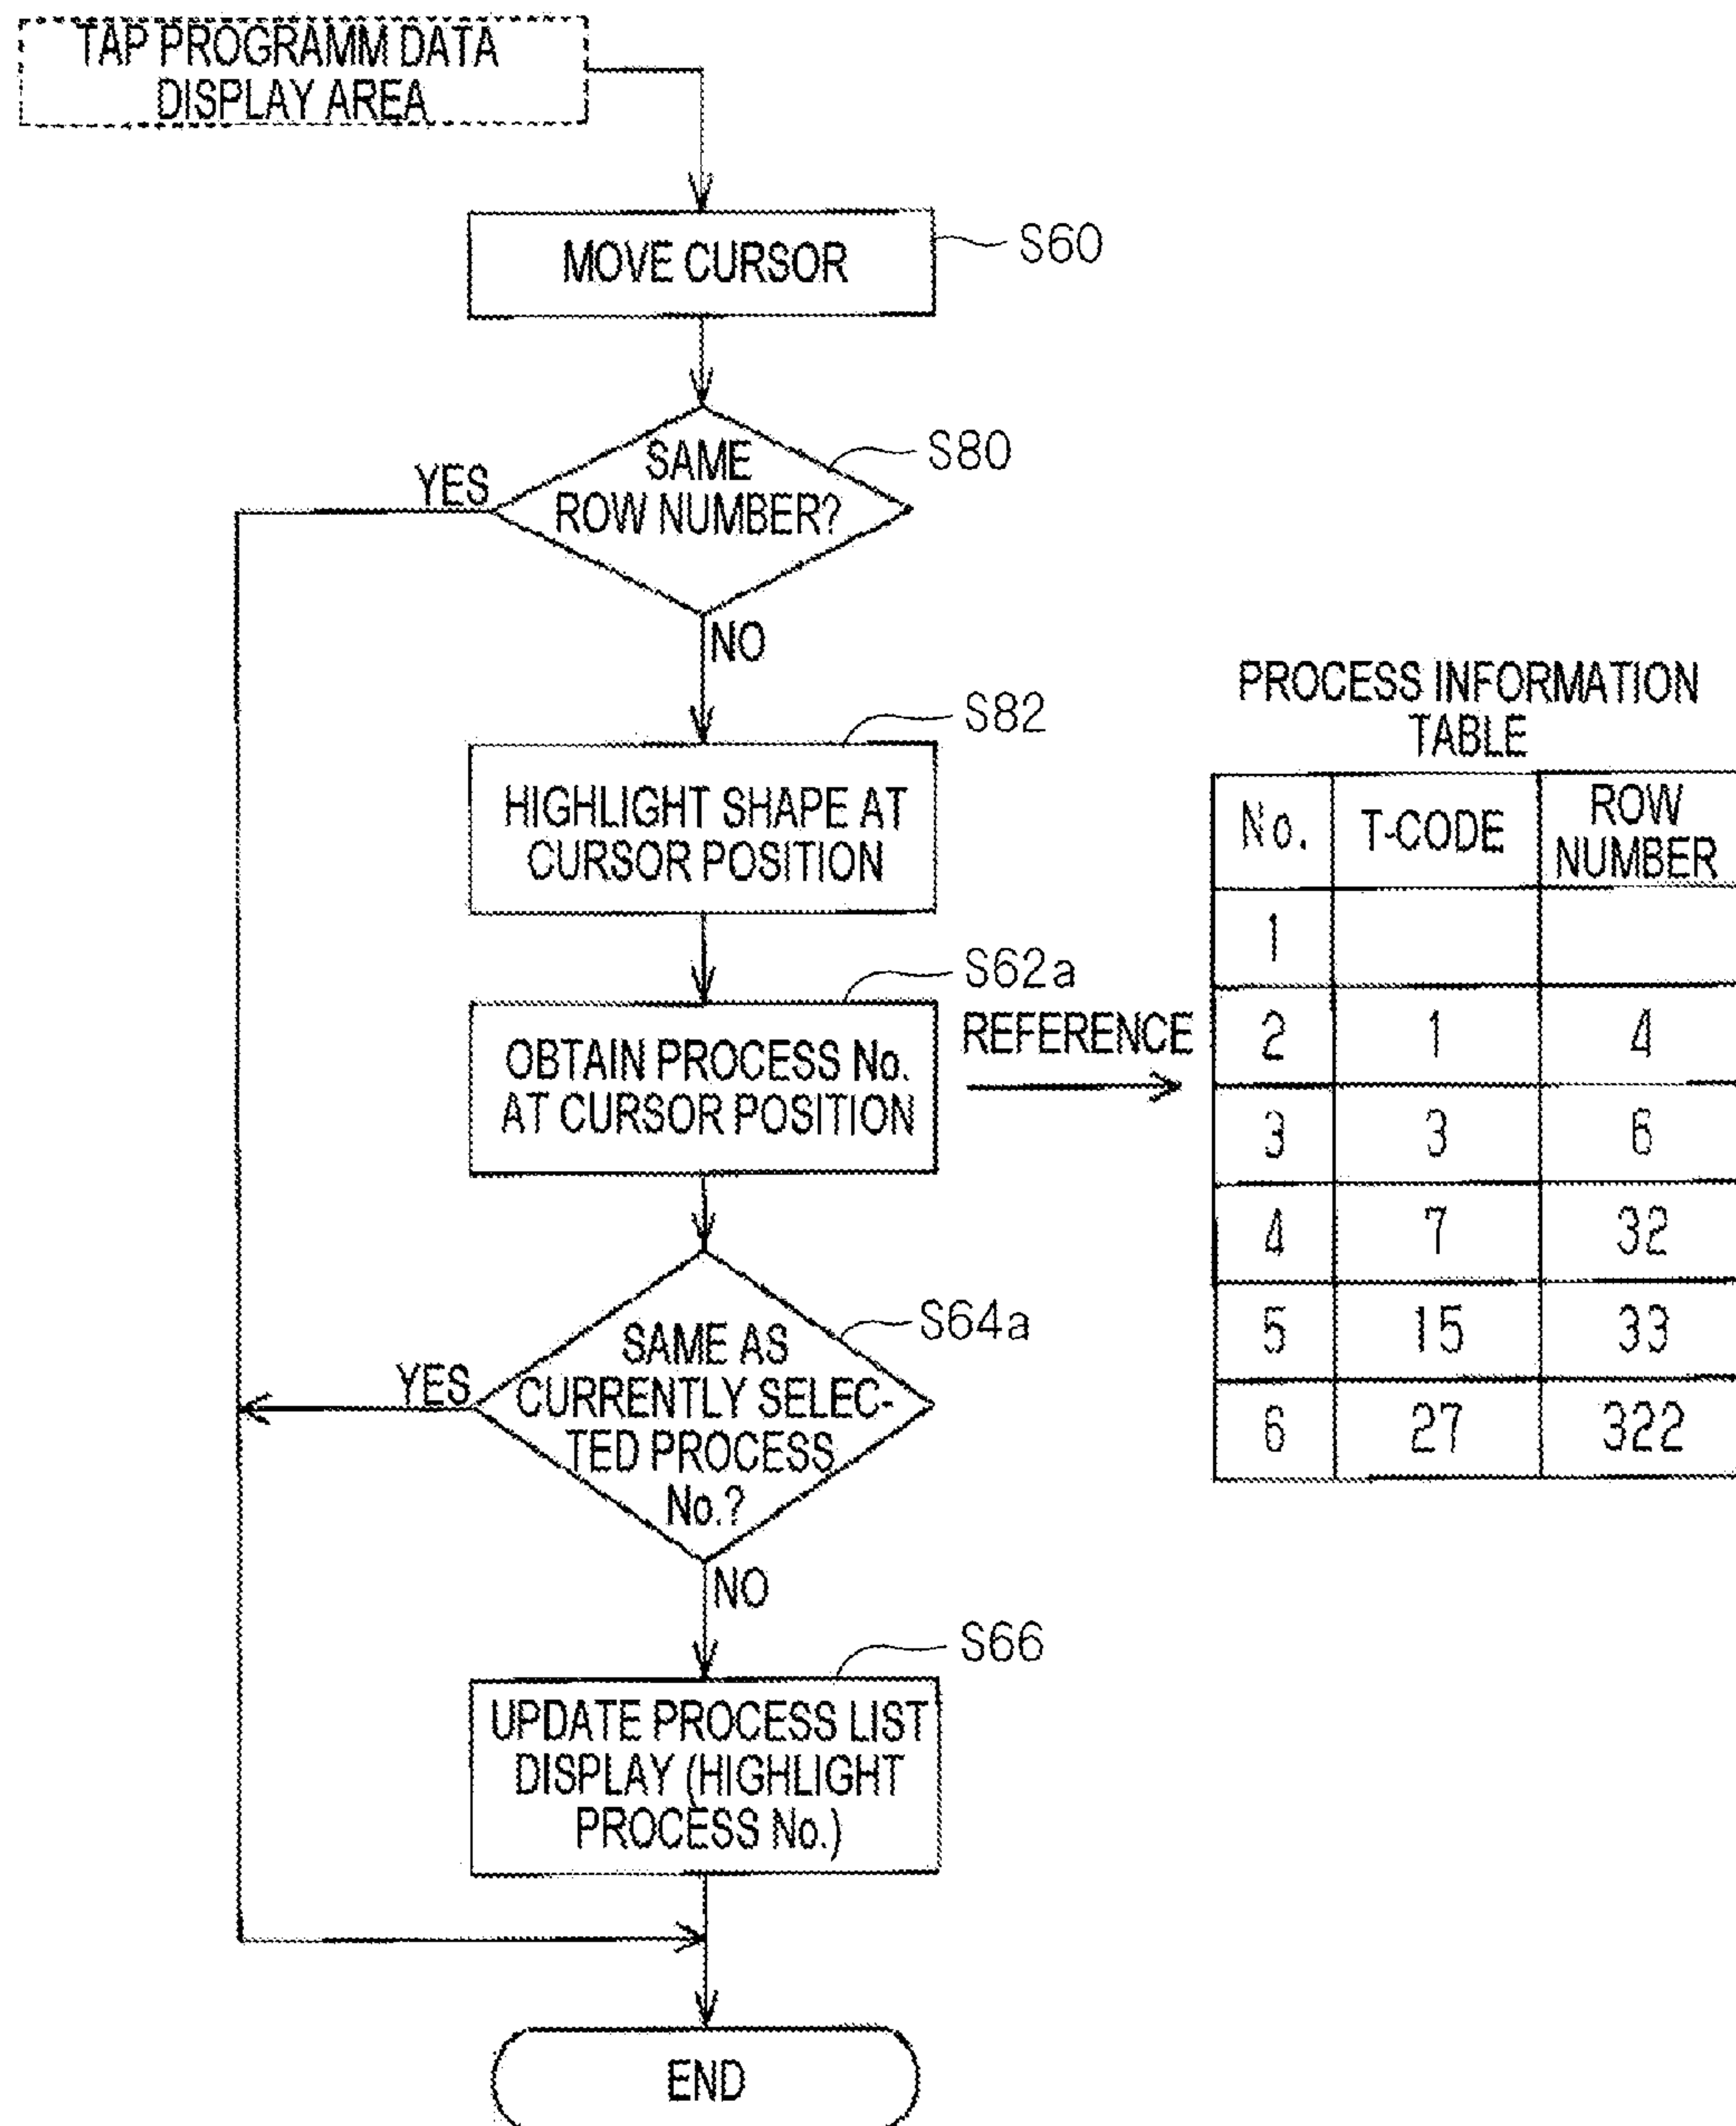 TAP PROGRAMM DATA
DISPLAY AREA
MOVE CURSOR
S60
SAME
ROW NUMBER?
S80
YES
NO
S82
HIGHLIGHT SHAPE AT
CURSOR POSITION
S62a
OBTAIN PROCESS No.
AT CURSOR POSITION
REFERENCE
S64a
SAME AS
CURRENTLY SELEC-
TED PROCESS
No.?
YES
NO
S66
UPDATE PROCESS LIST
DISPLAY (HIGHLIGHT
PROCESS No.)
END
PROCESS INFORMATION
TABLE
No. T-CODE ROW
NUMBER
1
2 1 4
3 3 6
4 7 32
5 15 33
6 27 322